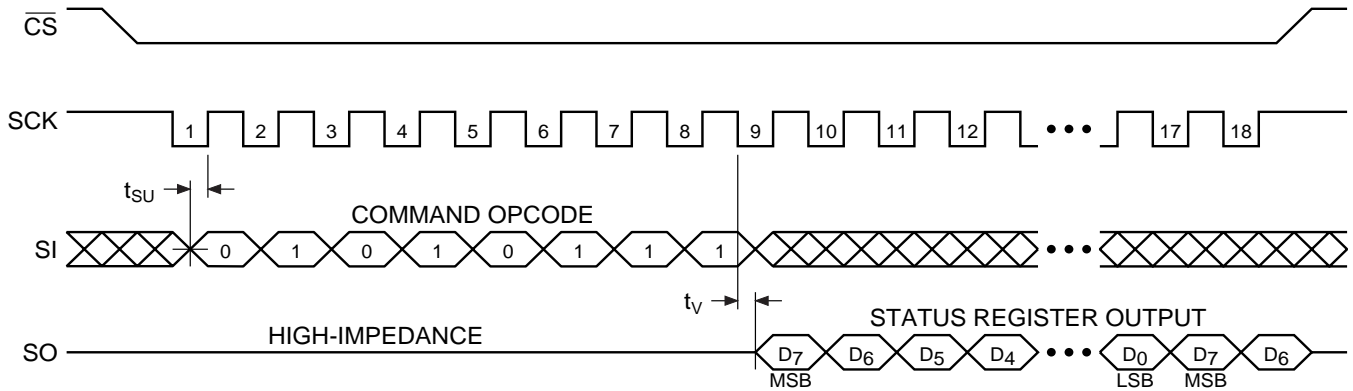 CS
SCK 1 2 3 4 5 6 7 8 9 10 11 12 ••• 17 18
tSU
COMMAND OPCODE
SI 0 1 0 1 0 1 1 1 •••
tV
HIGH-IMPEDANCE STATUS REGISTER OUTPUT
SO D7 D6 D5 D4 ••• D0 D7 D6
MSB LSB MSB